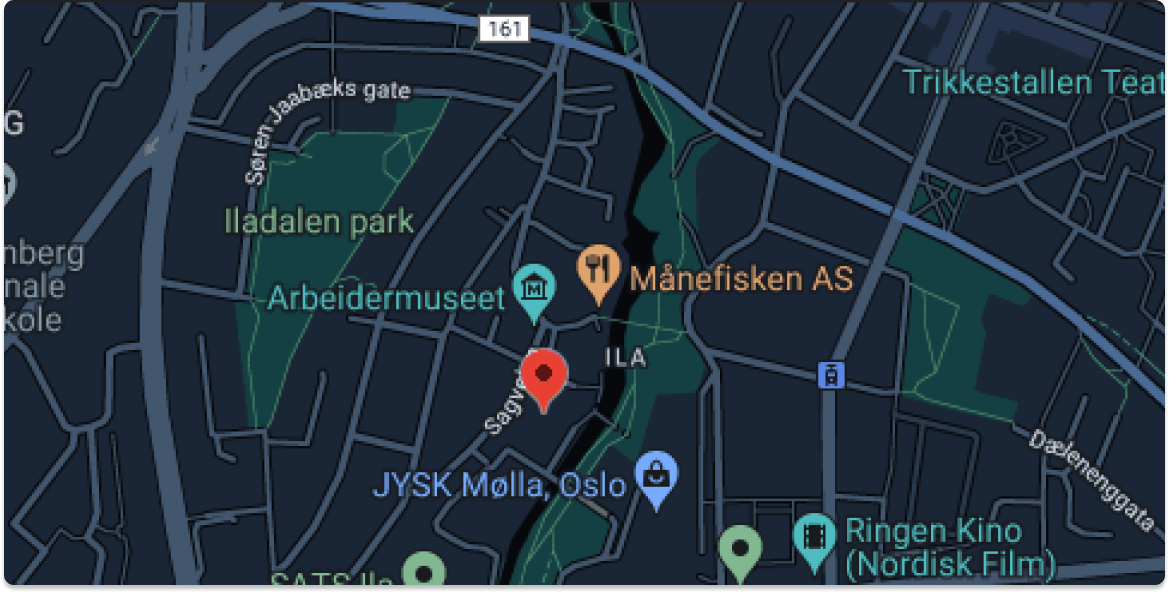 161
Trikkestallen Teat
Søren Jaabæks gate
G
Iladalen park
nberg
nale
kole
Månefisken AS
Arbeidermuseet
ILA
Sagve
JYSK Mølla, Oslo
Dælenenggata
Ringen Kino
(Nordisk Film)
SATS Ila